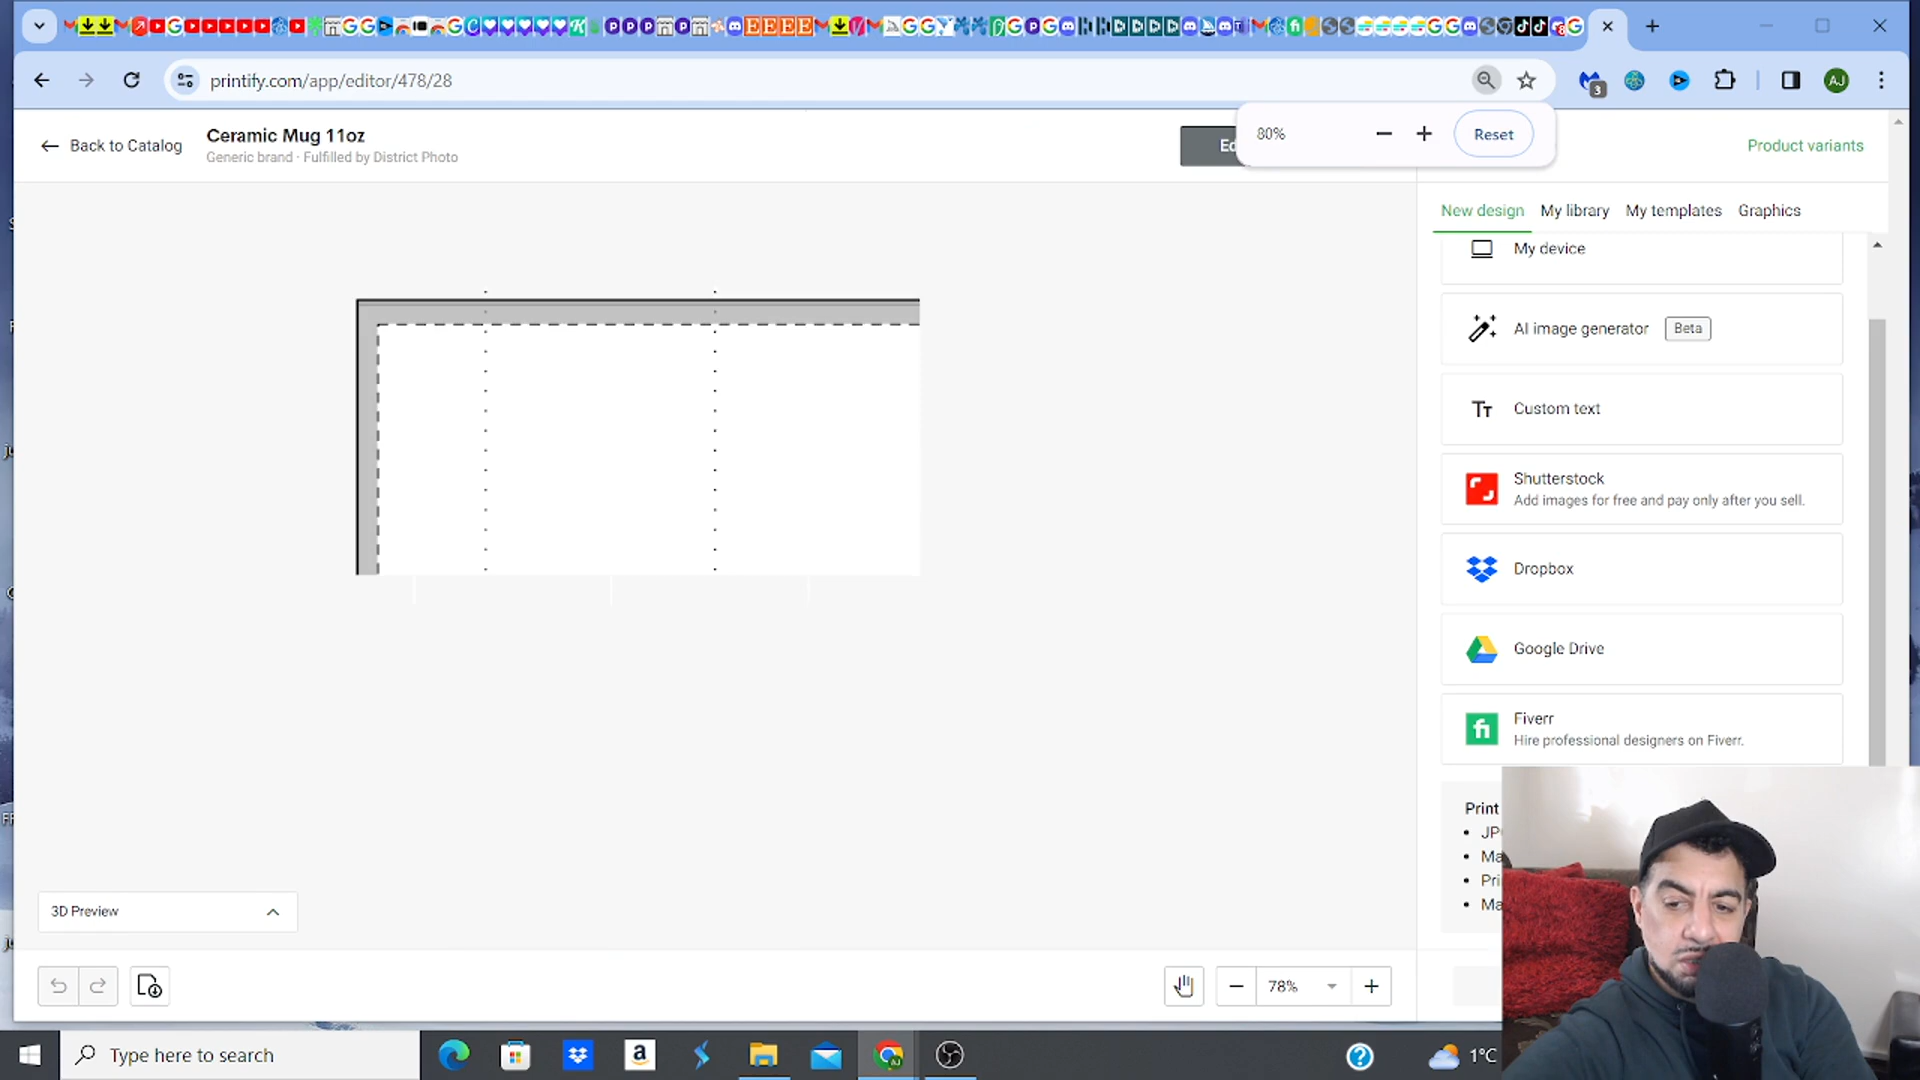 printify.com/app/editor/478/28
3
AJ
Back to Catalog
Ceramic Mug 11oz
Generic brand · Fulfilled by District Photo
80%
Reset
Product variants
New design
My library
My templates
Graphics
My device
AI image generator
Beta
Custom text
Shutterstock
Add images for free and pay only after you sell.
Dropbox
Google Drive
Fiverr
Hire professional designers on Fiverr.
Print
3D Preview
78%
Type here to search
1°C